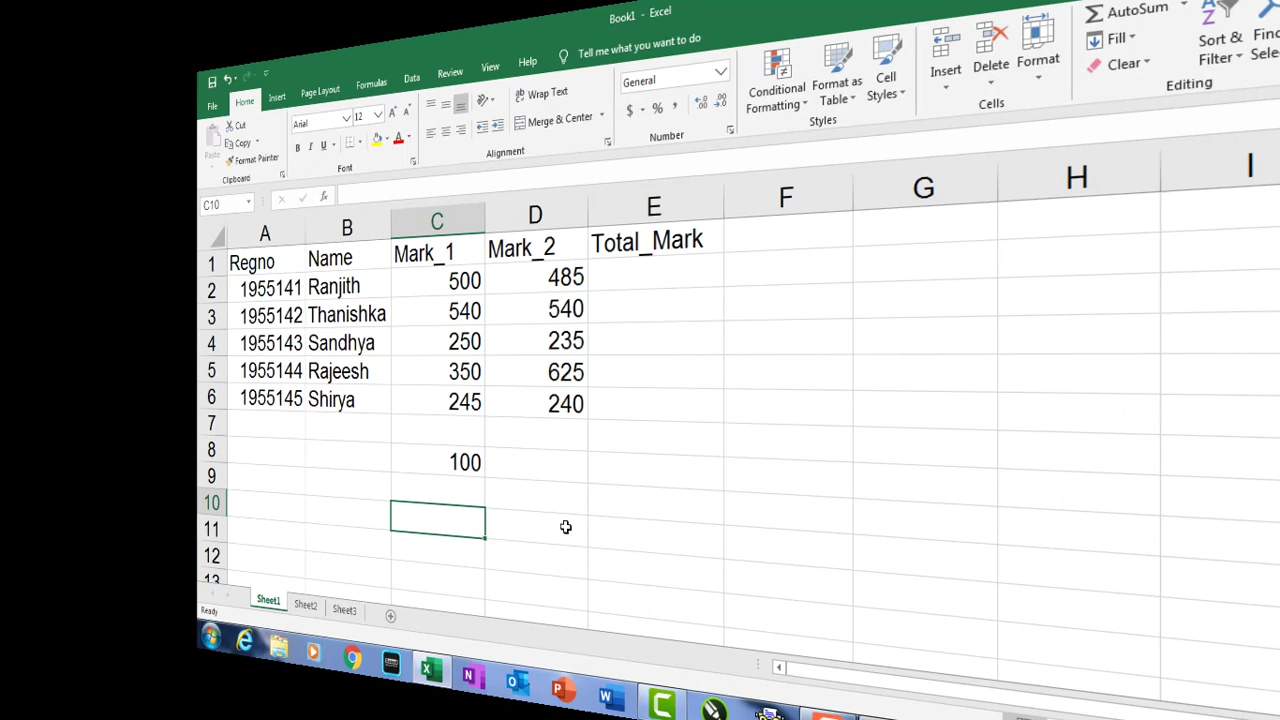 Book1 - Excel
File Home Insert Page Layout Formulas Data Review View Help Tell me what you want to do
Paste
Cut
Copy
Format Painter
Clipboard
Arial 12
B I U
Font
Wrap Text
Merge & Center
Alignment
General
$ % ,
Number
Conditional Formatting
Format as Table
Cell Styles
Styles
Insert Delete Format
Cells
AutoSum
Fill
Clear
Sort & Filter
Editing
C10 fx
A B C D E F G H I
1 Regno Name Mark_1 Mark_2 Total_Mark
2 1955141 Ranjith 500 485
3 1955142 Thanishka 540 540
4 1955143 Sandhya 250 235
5 1955144 Rajeesh 350 625
6 1955145 Shirya 245 240
7
8 100
9
10
11
12
13
Sheet1 Sheet2 Sheet3
Ready